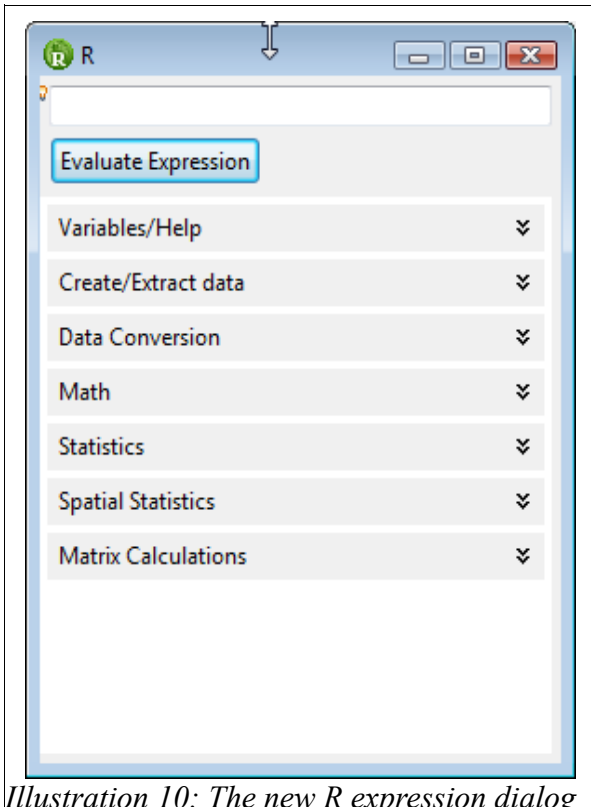 R
Evaluate Expression
Variables/Help
Create/Extract data
Data Conversion
Math
Statistics
Spatial Statistics
Matrix Calculations
Illustration 10: The new R expression dialog